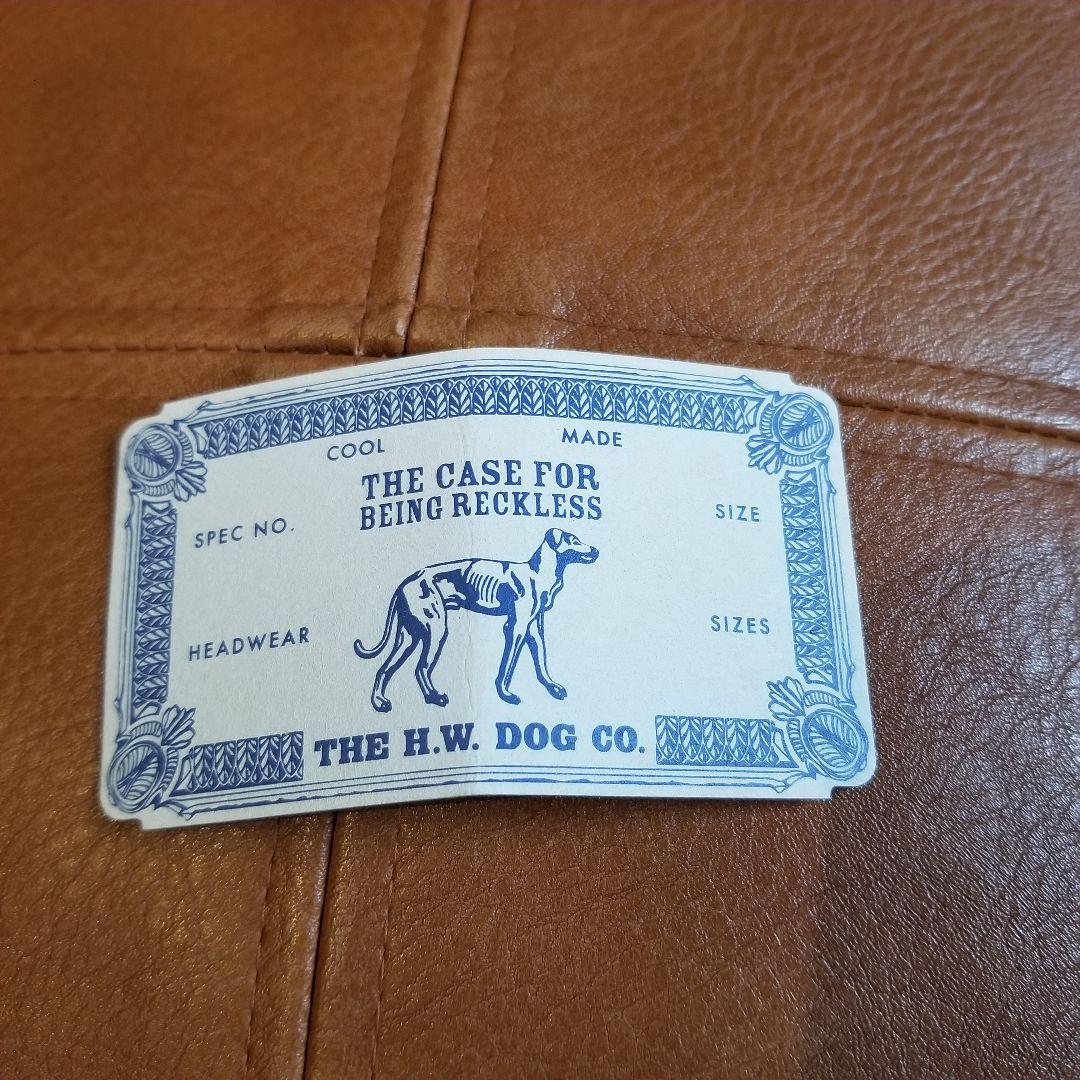 COOL MADE
THE CASE FOR
BEING RECKLESS
SPEC NO. SIZE
HEADWEAR SIZES
THE H.W. DOG CO.